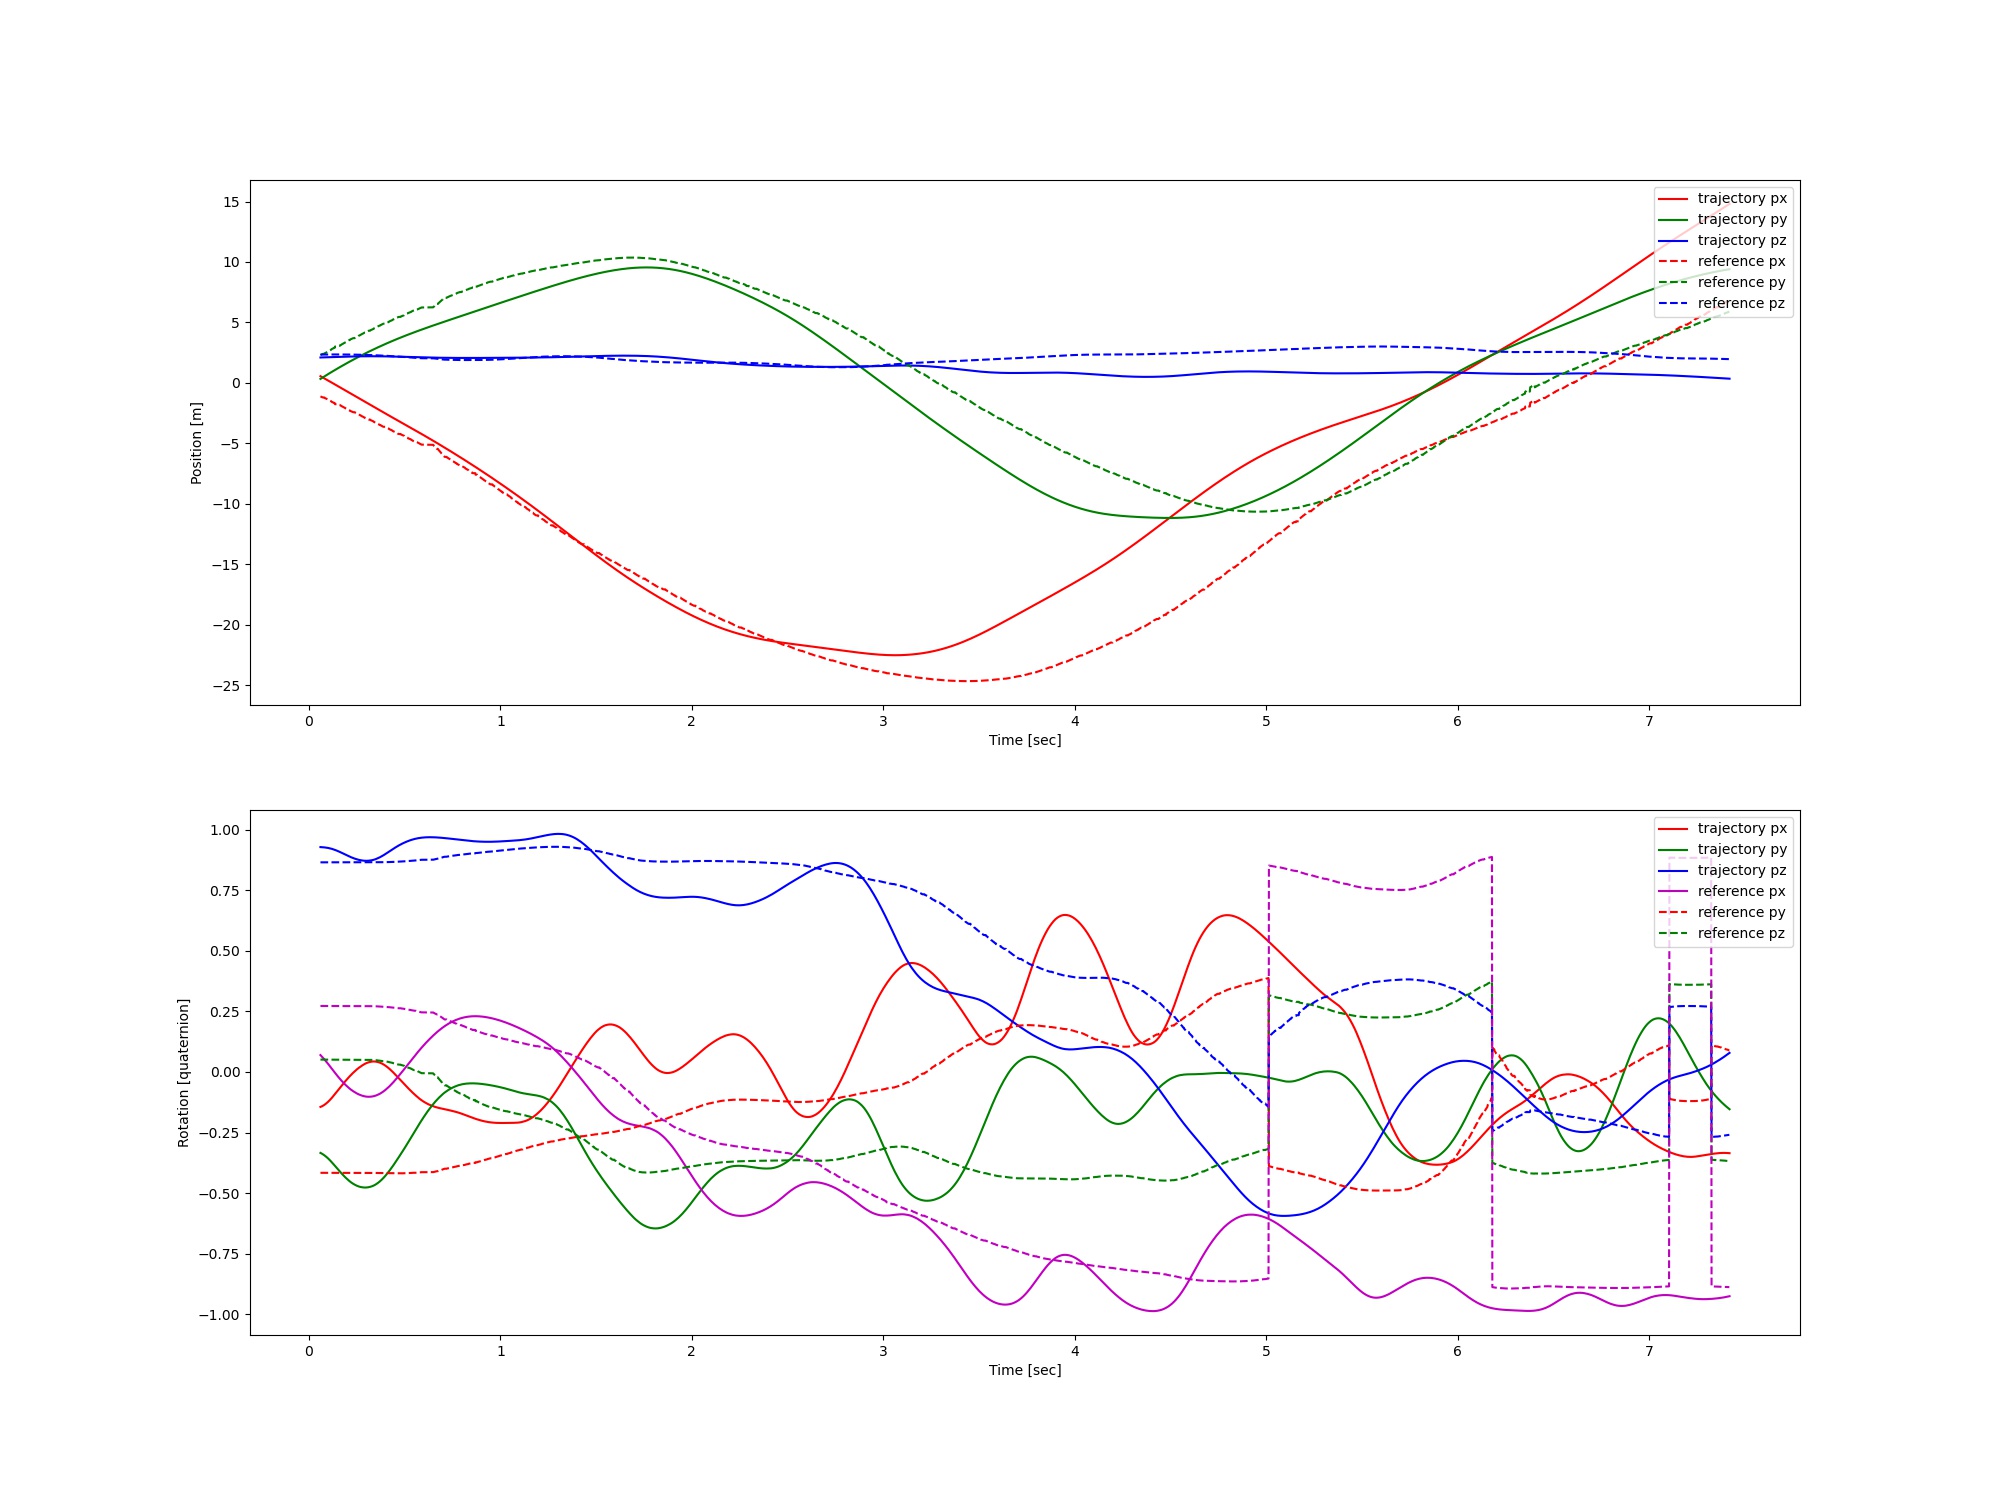 15
10
5
0
−5
−10
−15
−20
−25
Position [m]
trajectory px
trajectory py
trajectory pz
reference px
reference py
reference pz
0 1 2 3 4 5 6 7
Time [sec]
1.00
0.75
0.50
0.25
0.00
−0.25
−0.50
−0.75
−1.00
Rotation [quaternion]
trajectory px
trajectory py
trajectory pz
reference px
reference py
reference pz
0 1 2 3 4 5 6 7
Time [sec]